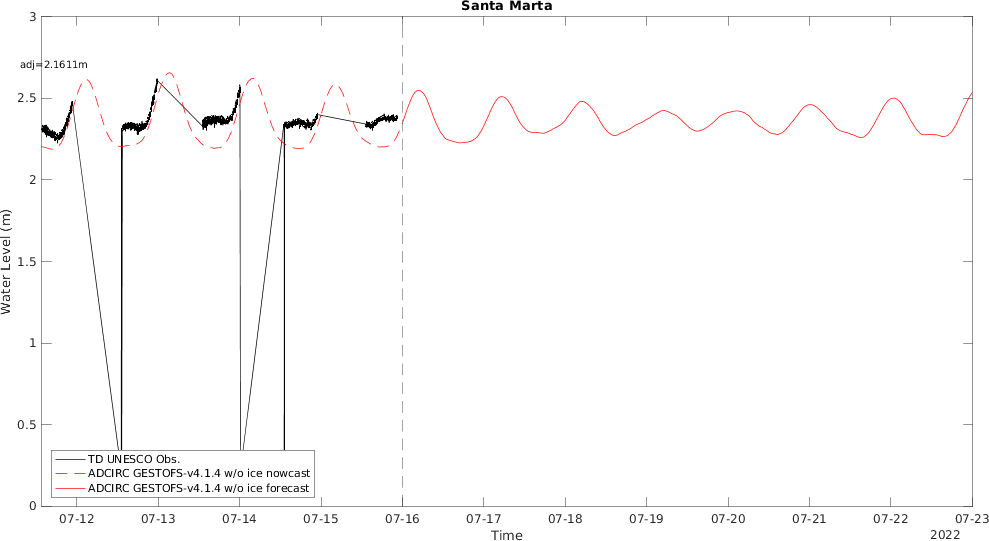 Santa Marta
adj=2.1611m
3
2.5
2
1.5
1
0.5
0
Water Level (m)
TD UNESCO Obs.
ADCIRC GESTOFS-v4.1.4 w/o ice nowcast
ADCIRC GESTOFS-v4.1.4 w/o ice forecast
07-12 07-13 07-14 07-15 07-16 07-17 07-18 07-19 07-20 07-21 07-22 07-23
Time
2022